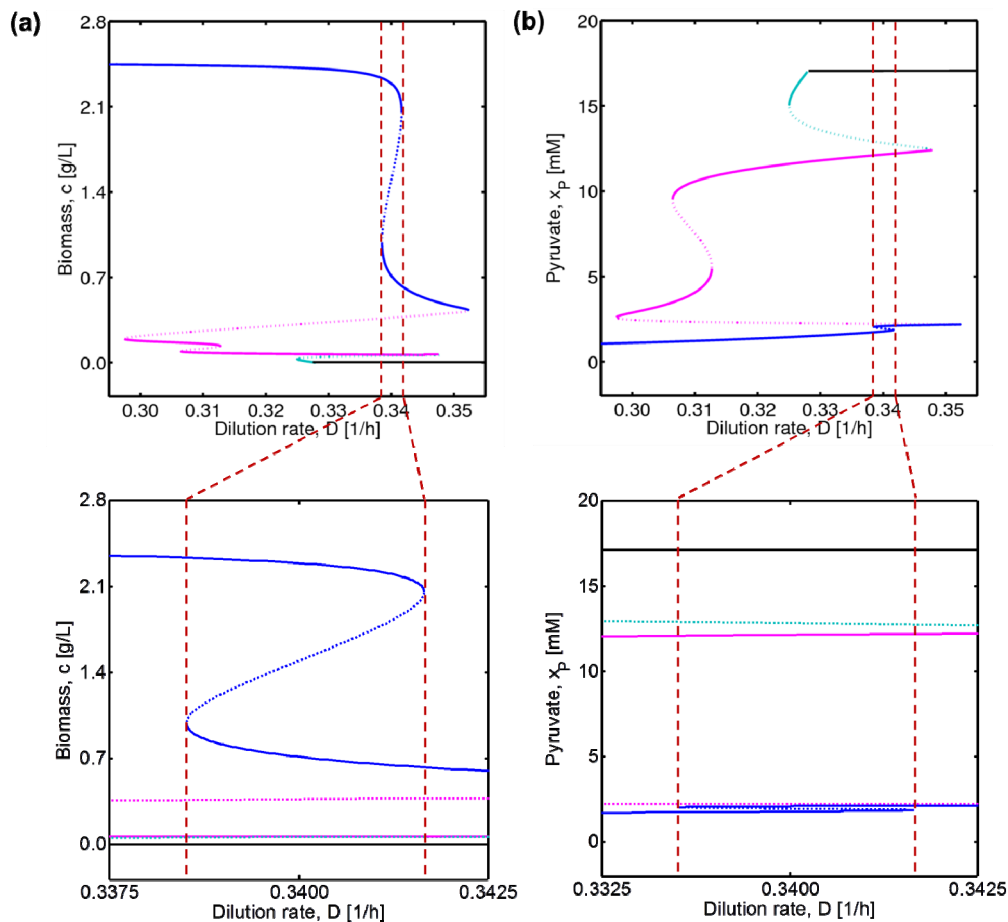 (a)
2.8
2.1
1.4
0.7
0.0
Biomass, c [g/L]
0.30 0.31 0.32 0.33 0.34 0.35
Dilution rate, D [1/h]
(b)
20
15
10
5
0
Pyruvate, xp [mM]
0.30 0.31 0.32 0.33 0.34 0.35
Dilution rate, D [1/h]
2.8
2.1
1.4
0.7
0.0
Biomass, c [g/L]
0.3375 0.3400 0.3425
Dilution rate, D [1/h]
20
15
10
5
0
Pyruvate, xp [mM]
0.3325 0.3400 0.3425
Dilution rate, D [1/h]